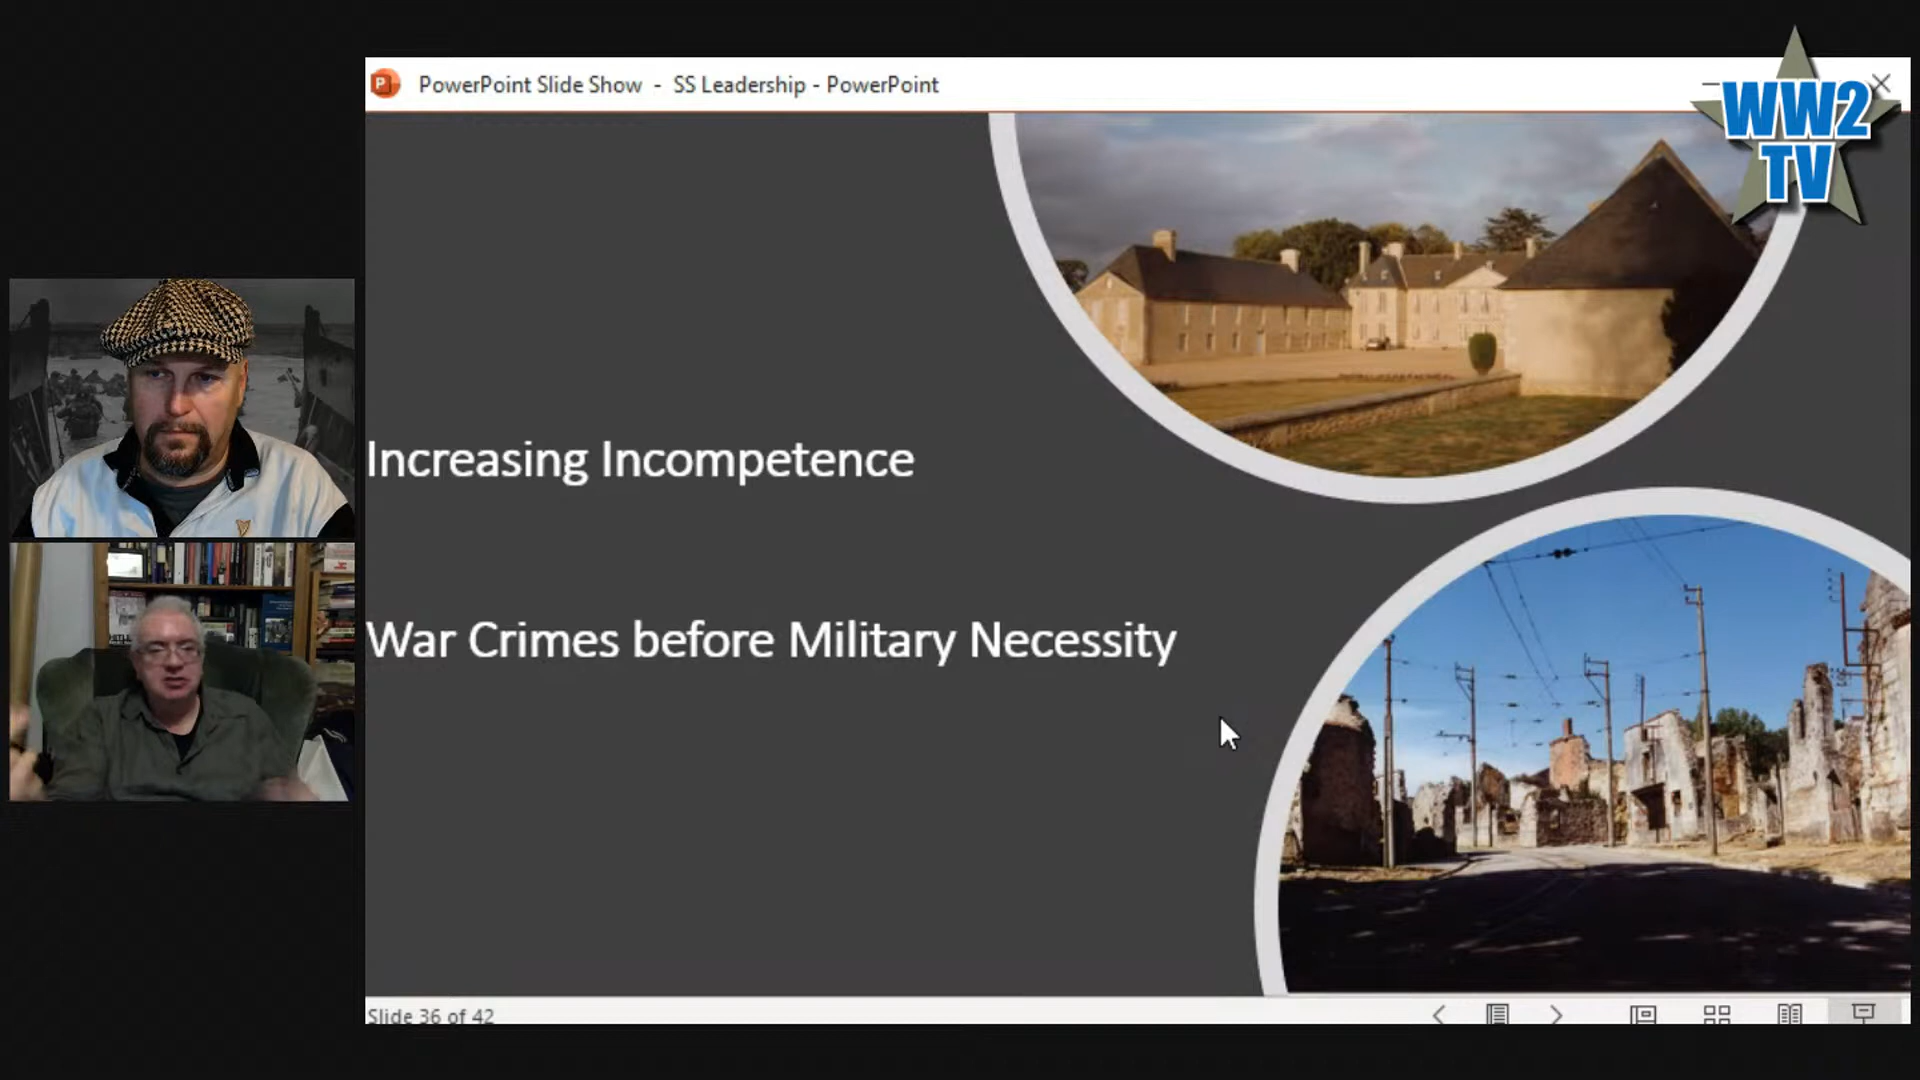 PowerPoint Slide Show - SS Leadership - PowerPoint
WW2
TV
Increasing Incompetence
War Crimes before Military Necessity
Slide 36 of 42